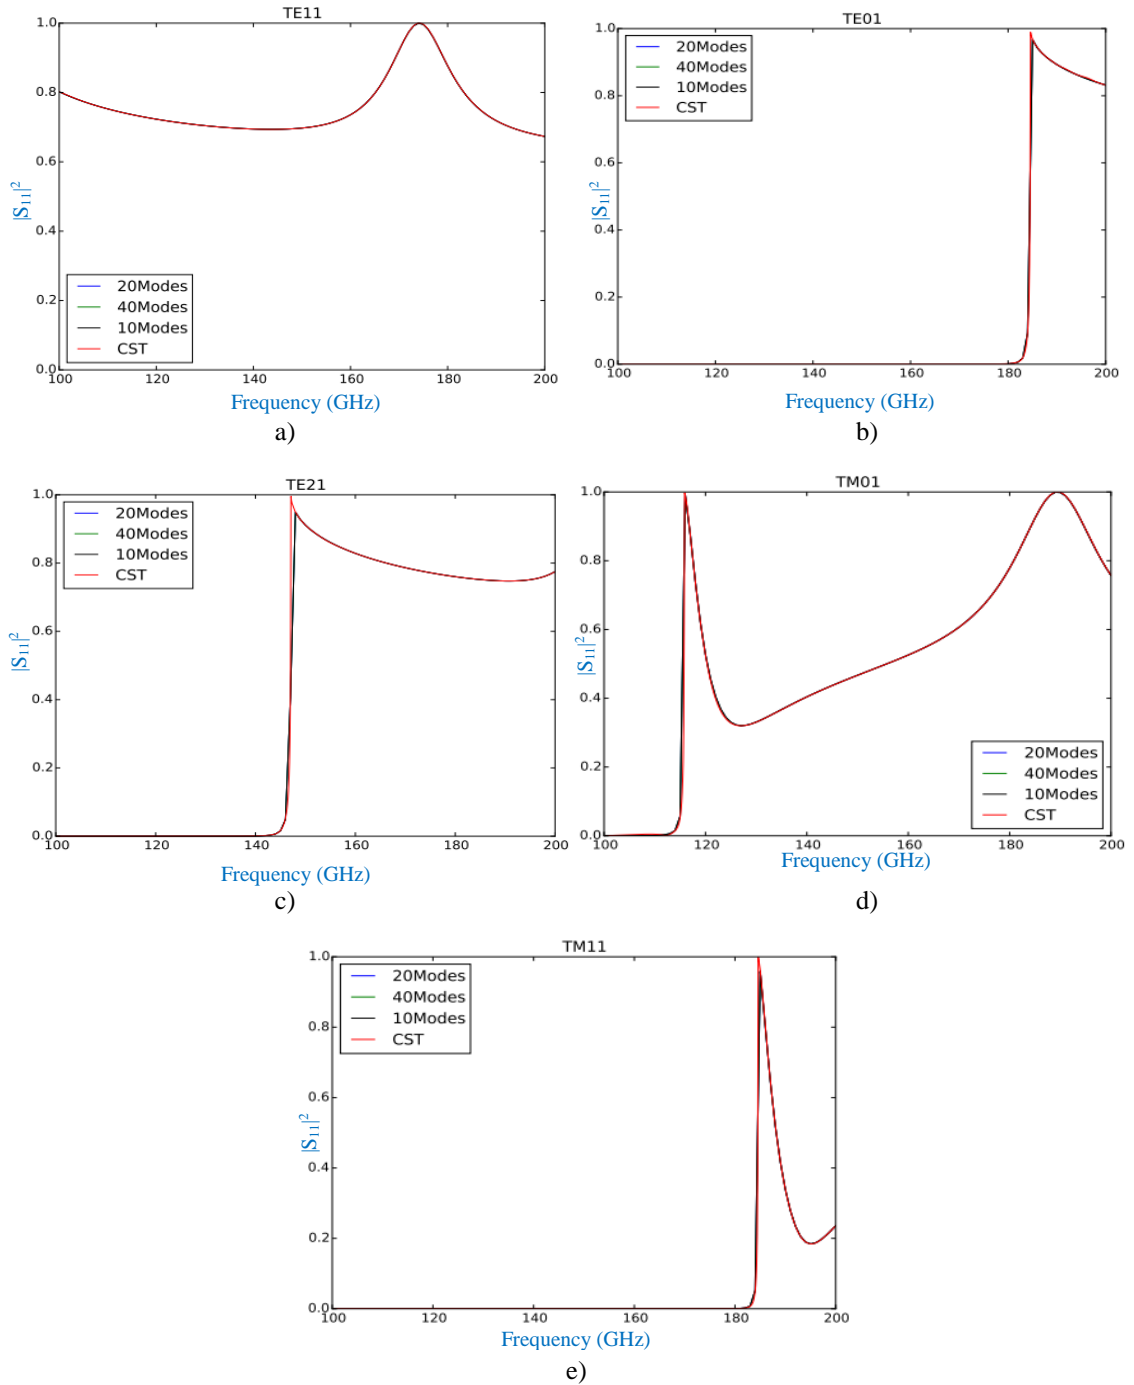 TE11
1.0
0.8
0.6
0.4
0.2
0.0
|S11|2
20Modes
40Modes
10Modes
CST
100 120 140 160 180 200
Frequency (GHz)
a)
TE01
1.0
0.8
0.6
0.4
0.2
0.0
|S11|2
20Modes
40Modes
10Modes
CST
100 120 140 160 180 200
Frequency (GHz)
b)
TE21
1.0
0.8
0.6
0.4
0.2
0.0
|S11|2
20Modes
40Modes
10Modes
CST
100 120 140 160 180 200
Frequency (GHz)
c)
TM01
1.0
0.8
0.6
0.4
0.2
0.0
|S11|2
20Modes
40Modes
10Modes
CST
100 120 140 160 180 200
Frequency (GHz)
d)
TM11
1.0
0.8
0.6
0.4
0.2
0.0
|S11|2
20Modes
40Modes
10Modes
CST
100 120 140 160 180 200
Frequency (GHz)
e)